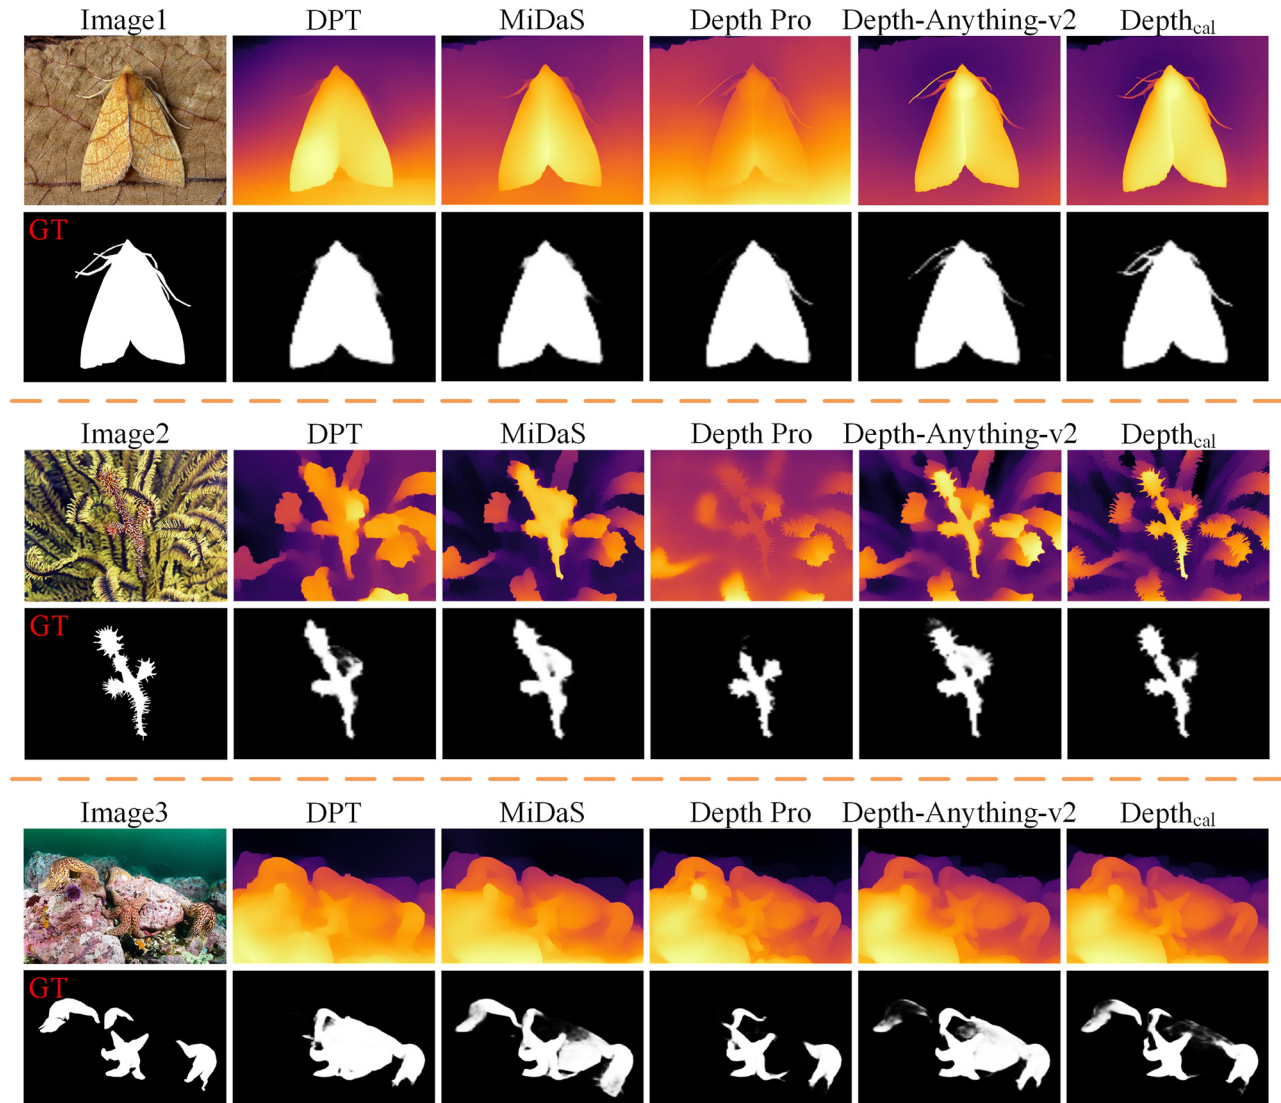 Image1 DPT MiDaS Depth Pro Depth-Anything-v2 Depthcal
GT
Image2 DPT MiDaS Depth Pro Depth-Anything-v2 Depthcal
GT
Image3 DPT MiDaS Depth Pro Depth-Anything-v2 Depthcal
GT